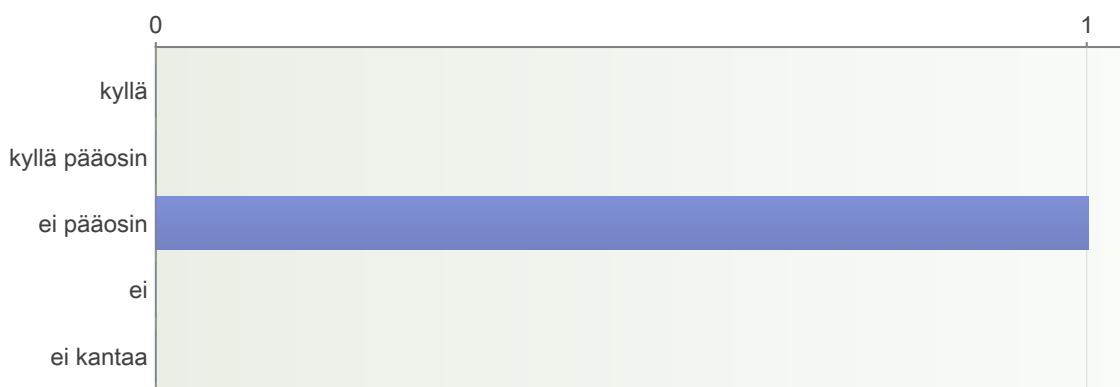 0 1
kyllä
kyllä pääosin
ei pääosin
ei
ei kantaa